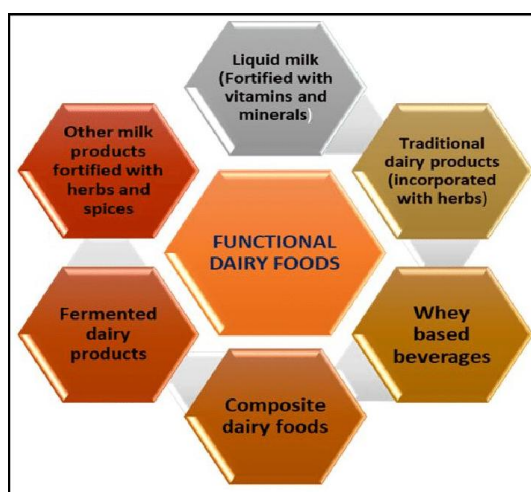 Liquid milk
(Fortified with
vitamins and
minerals)
Traditional
dairy products
(incorporated
with herbs)
Whey
based
beverages
Composite
dairy foods
Fermented
dairy
products
Other milk
products
fortified with
herbs and
spices
FUNCTIONAL
DAIRY FOODS